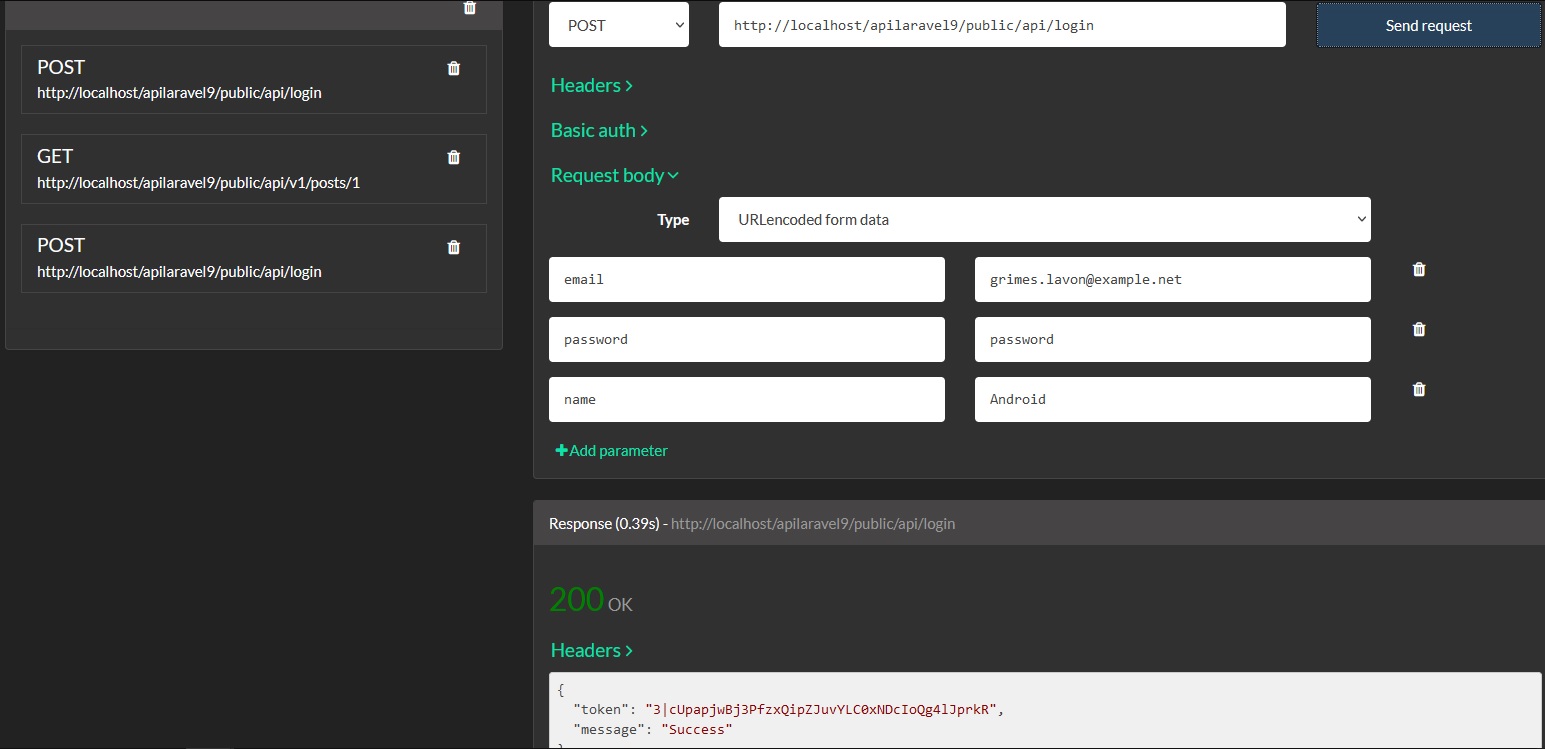 POST
http://localhost/apilaravel9/public/api/login
GET
http://localhost/apilaravel9/public/api/v1/posts/1
POST
http://localhost/apilaravel9/public/api/login
POST http://localhost/apilaravel9/public/api/login Send request
Headers
Basic auth
Request body
Type URLencoded form data
email grimes.lavon@example.net
password password
name Android
Add parameter
Response (0.39s) - http://localhost/apilaravel9/public/api/login
200 OK
Headers
{
"token": "3|cUpapjwBj3PfzxQipZJuvYLC0xNDcIoQg4lJprkR",
"message": "Success"
}